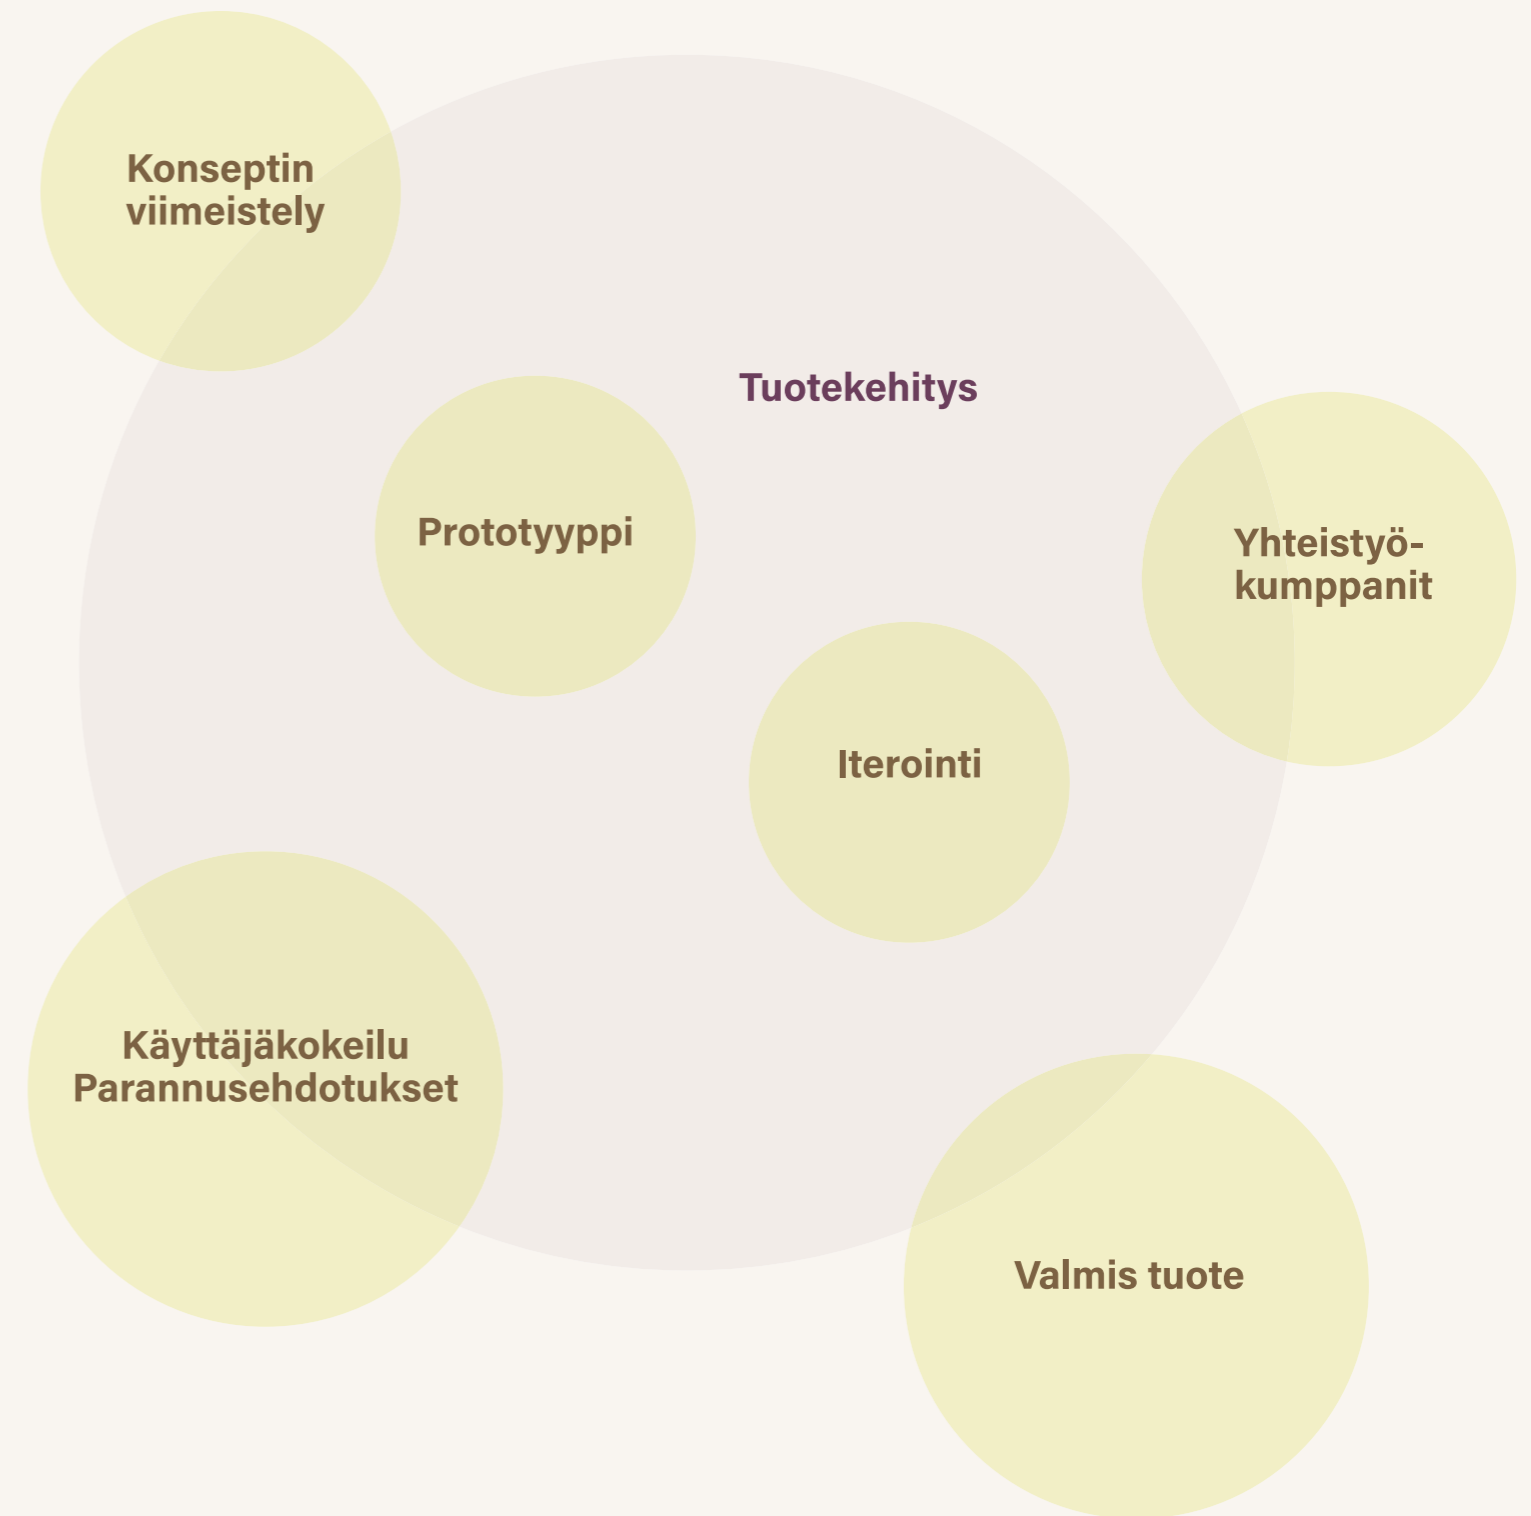 Konseptin
viimeistely
Tuotekehitys
Prototyyppi
Yhteistyö-
kumppanit
Iterointi
Käyttäjäkokeilu
Parannusehdotukset
Valmis tuote